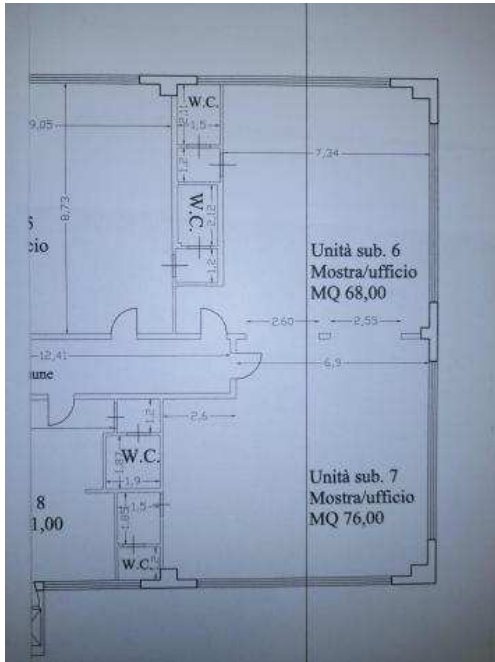 W.C.
2,11
1,5
9,05
7,34
1,2
8,73
W.C.
2,12
cio
1,2
Unità sub. 6
Mostra/ufficio
MQ 68,00
2,60
2,55
12,41
6,9
une
1,2
2,6
W.C.
1,87
1,9
Unità sub. 7
Mostra/ufficio
MQ 76,00
8
1,00
1,5
W.C.